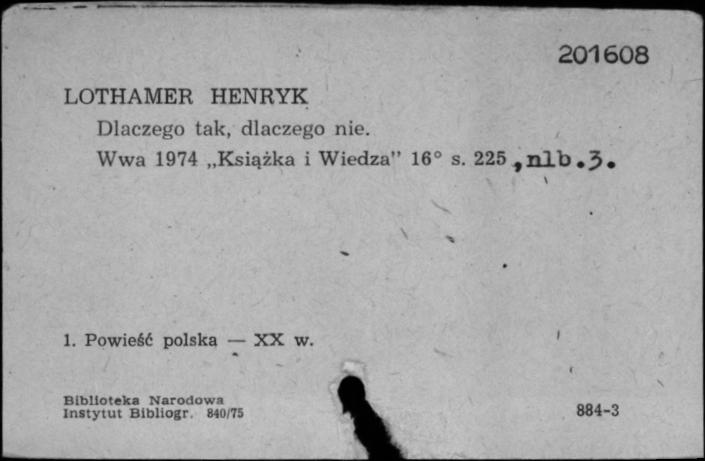 201608
LOTHAMER HENRYK
Dlaczego tak, dlaczego nie.
Wwa 1974 „Książka i Wiedza” 16° s. 225, nlb.3.
1. Powieść polska — XX w.
Biblioteka Narodowa
Instytut Bibliogr. 840/75
884-3